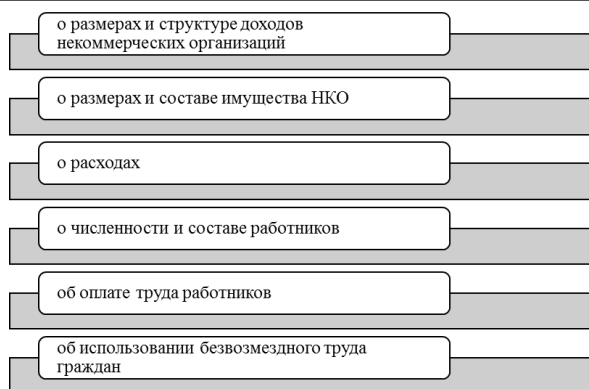 о размерах и структуре доходов
некоммерческих организаций
о размерах и составе имущества НКО
о расходах
о численности и составе работников
об оплате труда работников
об использовании безвозмездного труда
граждан